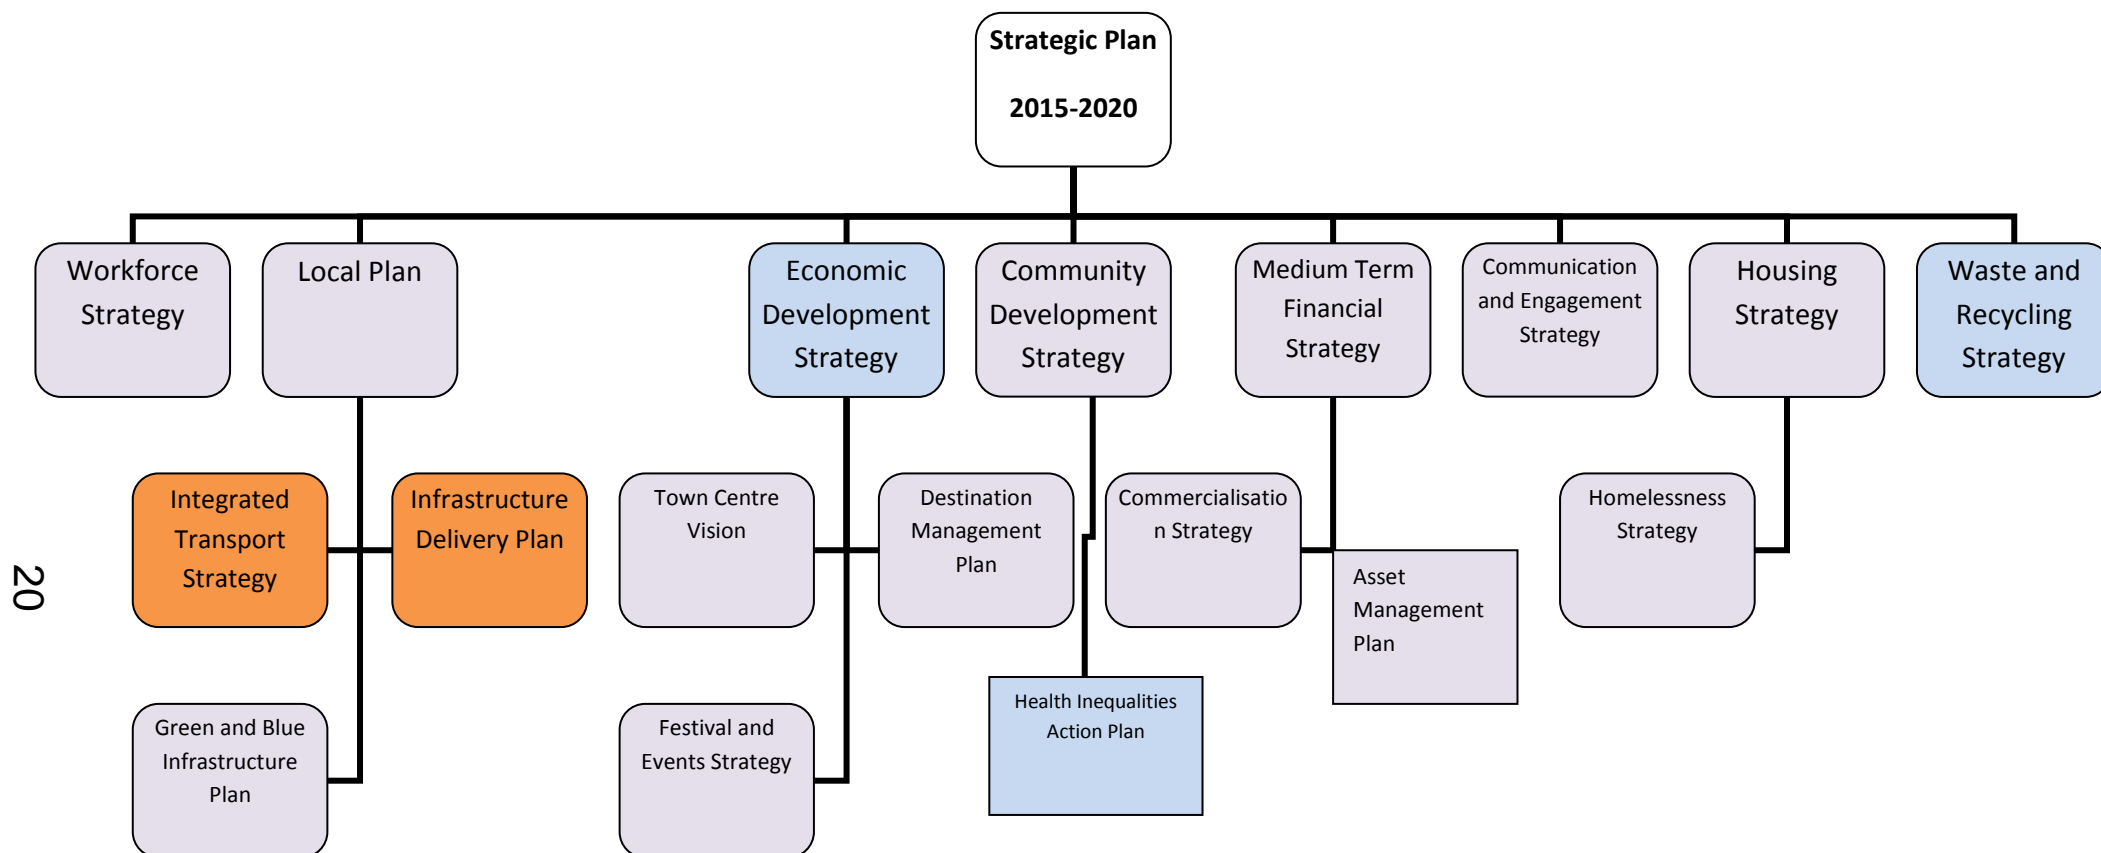 Strategic Plan
2015-2020
Workforce
Strategy
Local Plan
Economic
Development
Strategy
Community
Development
Strategy
Medium Term
Financial
Strategy
Communication
and Engagement
Strategy
Housing
Strategy
Waste and
Recycling
Strategy
Integrated
Transport
Strategy
Infrastructure
Delivery Plan
Town Centre
Vision
Destination
Management
Plan
Commercialisatio
n Strategy
Asset
Management
Plan
Homelessness
Strategy
Green and Blue
Infrastructure
Plan
Festival and
Events Strategy
Health Inequalities
Action Plan
20